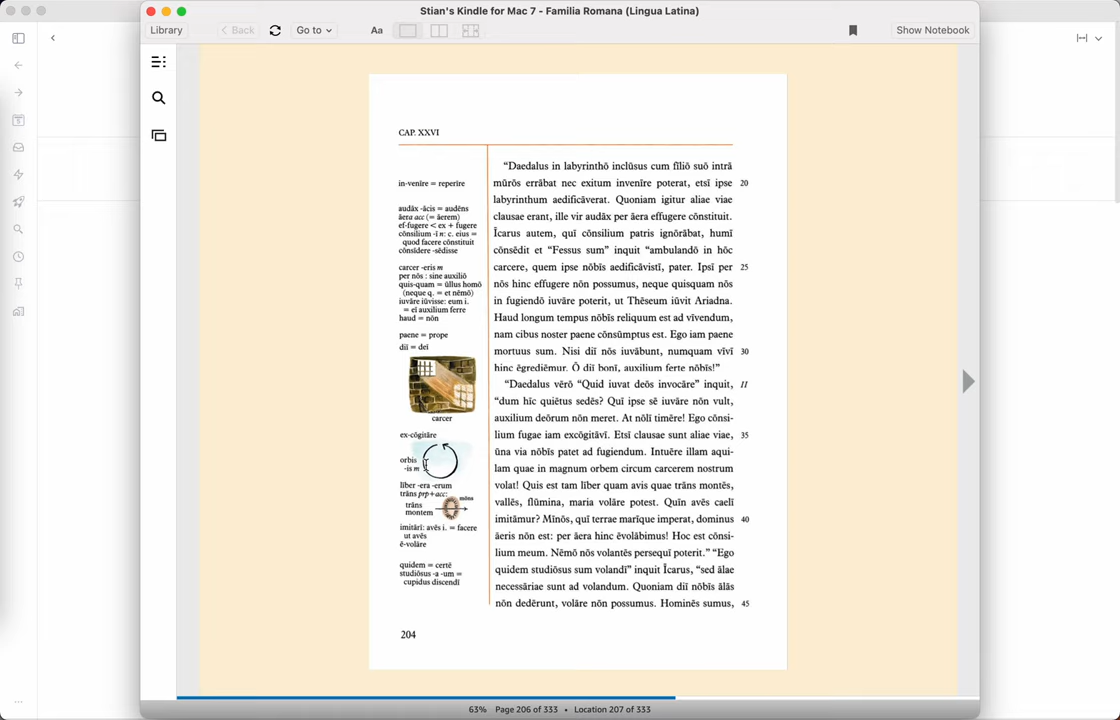 Stian's Kindle for Mac 7 - Familia Romana (Lingua Latina)
Library
Back
Go to
Aa
Show Notebook
CAP. XXVI
in-venīre = reperīre
audāx -ācis = audēns
āera acc (= āerem)
ef-fugere < ex + fugere
cōnsilium -ī n: c. eius =
quod facere cōnstituit
cōnsīdere -sēdisse
carcer -eris m
per nōs : sine auxiliō
quis-quam = ūllus homō
(neque q. = et nēmō)
iuvāre iūvisse: eum i.
= eī auxilium ferre
haud = nōn
paene = prope
diī = deī
carcer
ex-cōgitāre
orbis
-is m
līber -era -erum
trāns prp+acc:
mōns
trāns
montem
imitārī: avēs i. = facere
ut avēs
ē-volāre
quidem = certē
studiōsus -a -um =
cupidus discendī
“Daedalus in labyrinthō inclūsus cum fīliō suō intrā
mūrōs errābat nec exitum invenīre poterat, etsī ipse 20
labyrinthum aedificāverat. Quoniam igitur aliae viae
clausae erant, ille vir audāx per āera effugere cōnstituit.
Īcarus autem, quī cōnsilium patris ignōrābat, humī
cōnsēdit et “Fessus sum” inquit “ambulandō in hōc
carcere, quem ipse nōbīs aedificāvistī, pater. Ipsī per 25
nōs hinc effugere nōn possumus, neque quisquam nōs
in fugiendō iuvāre poterit, ut Thēseum iūvit Ariadna.
Haud longum tempus nōbīs reliquum est ad vīvendum,
nam cibus noster paene cōnsūmptus est. Ego iam paene
mortuus sum. Nisi diī nōs iuvābunt, numquam vīvī 30
hinc ēgrediēmur. Ō diī bonī, auxilium ferte nōbīs!”
“Daedalus vērō “Quid iuvat deōs invocāre” inquit, II
“dum hīc quiētus sedēs? Quī ipse sē iuvāre nōn vult,
auxilium deōrum nōn meret. At nōlī timēre! Ego cōnsi-
lium fugae iam excōgitāvī. Etsī clausae sunt aliae viae, 35
ūna via nōbīs patet ad fugiendum. Intuēre illam aqui-
lam quae in magnum orbem circum carcerem nostrum
volat! Quis est tam līber quam avis quae trāns montēs,
vallēs, flūmina, maria volāre potest. Quīn avēs caelī
imitāmur? Mīnōs, quī terrae marīque imperat, dominus 40
āeris nōn est: per āera hinc ēvolābimus! Hoc est cōnsi-
lium meum. Nēmō nōs volantēs persequī poterit.” “Ego
quidem studiōsus sum volandī” inquit Īcarus, “sed ālae
necessāriae sunt ad volandum. Quoniam diī nōbīs ālās
nōn dedērunt, volāre nōn possumus. Hominēs sumus, 45
204
63% Page 206 of 333 • Location 207 of 333